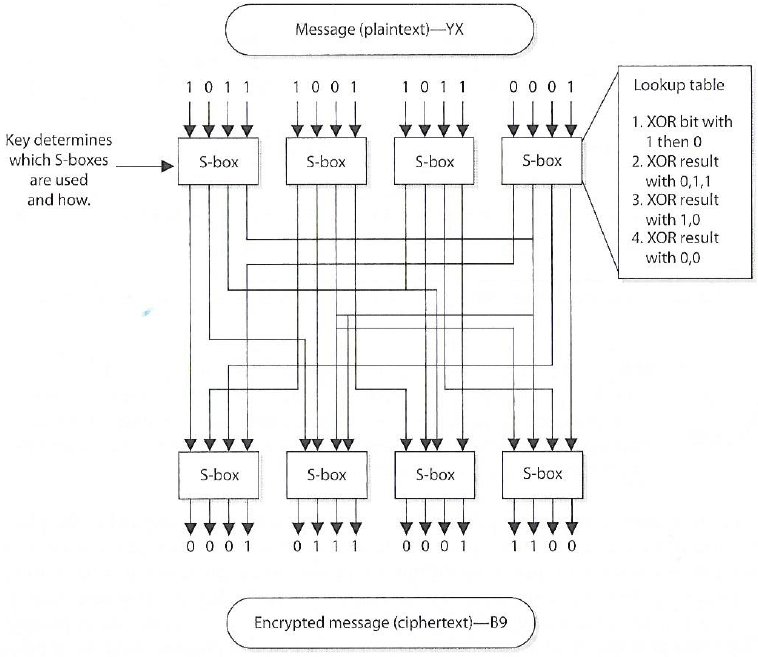 Message (plaintext)—YX
1 0 1 1 1 0 0 1 1 0 1 1 0 0 0 1
Key determines
which S-boxes
are used
and how.
S-box S-box S-box S-box
Lookup table
1. XOR bit with
1 then 0
2. XOR result
with 0,1,1
3. XOR result
with 1,0
4. XOR result
with 0,0
S-box S-box S-box S-box
0 0 0 1 0 1 1 1 0 0 0 1 1 1 0 0
Encrypted message (ciphertext)—B9